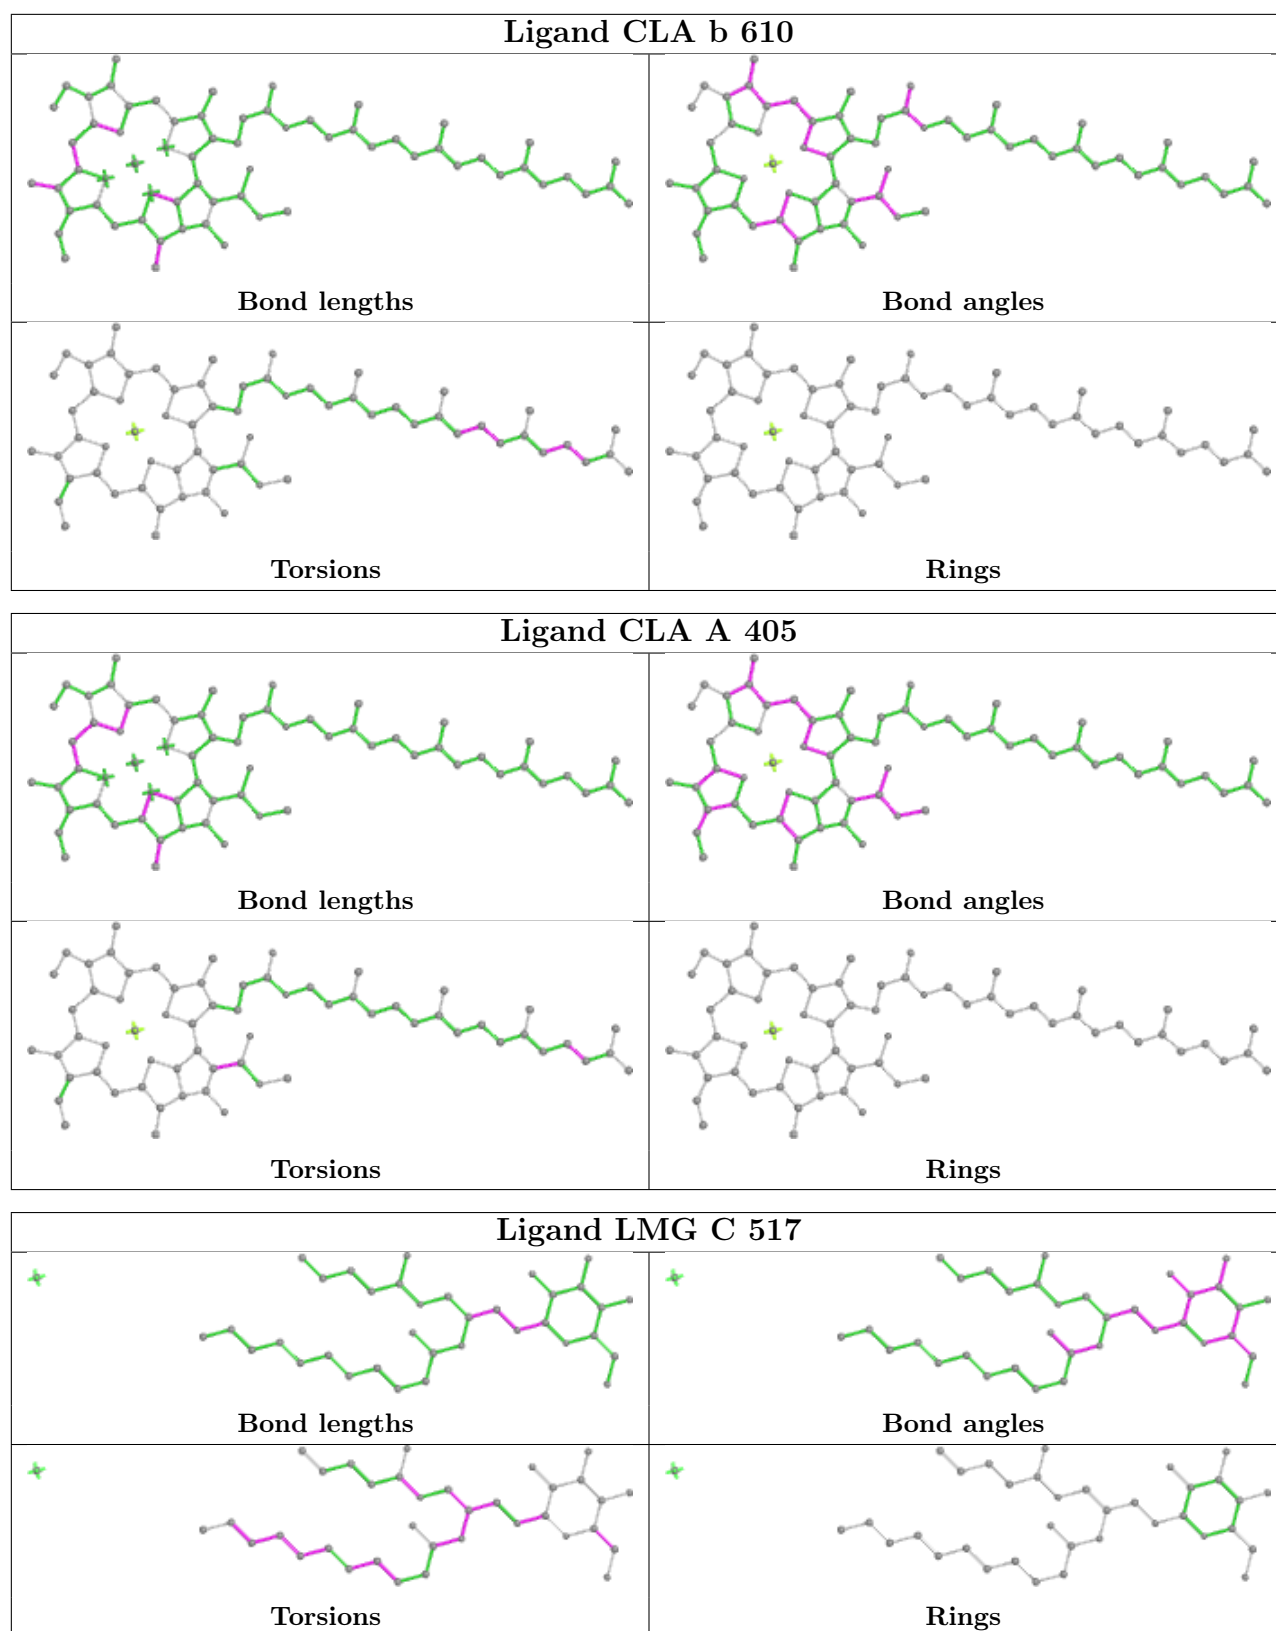 Ligand CLA b 610
Bond lengths
Bond angles
Torsions
Rings
Ligand CLA A 405
Bond lengths
Bond angles
Torsions
Rings
Ligand LMG C 517
Bond lengths
Bond angles
Torsions
Rings